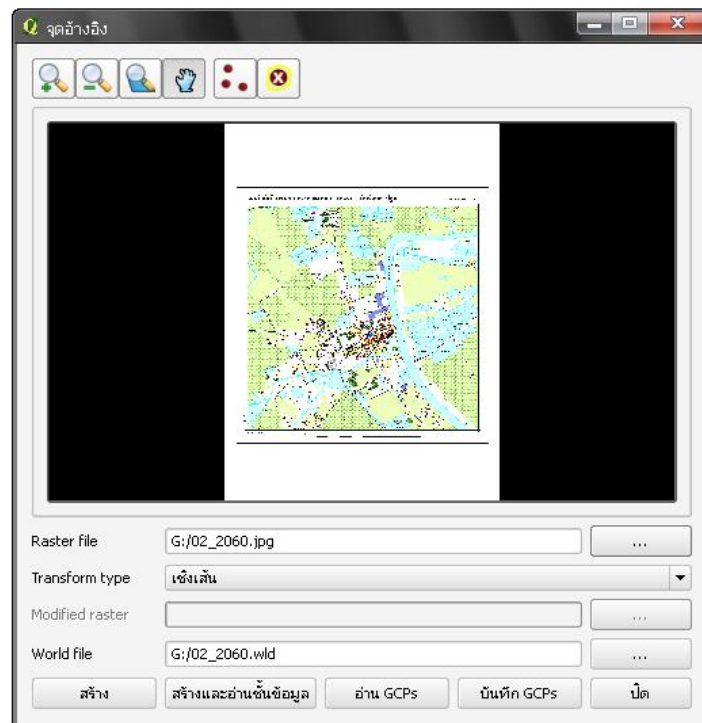 จุดอ้างอิง
Raster file G:/02_2060.jpg ...
Transform type เชิงเส้น
Modified raster ...
World file G:/02_2060.wld ...
สร้าง สร้างและอ่านชั้นข้อมูล อ่าน GCPs บันทึก GCPs ปิด